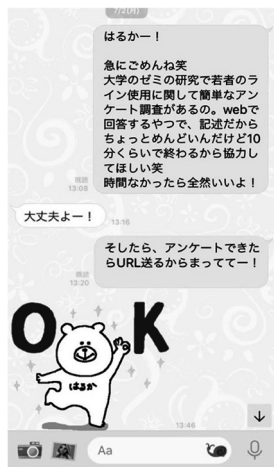 7/2(月)
はるかー！
急にごめんね笑
大学のゼミの研究で若者のラ
イン使用に関して簡単なアン
ケート調査があるの。webで
回答するやつで、記述だから
ちょっとめんどいんだけど10
分くらいで終わるから協力し
てほしい笑
時間なかったら全然いいよ！
既読
13:08
大丈夫よー！
13:16
そしたら、アンケートできた
らURL送るからまっててー！
既読
13:20
OK
はるか
13:46
Aa